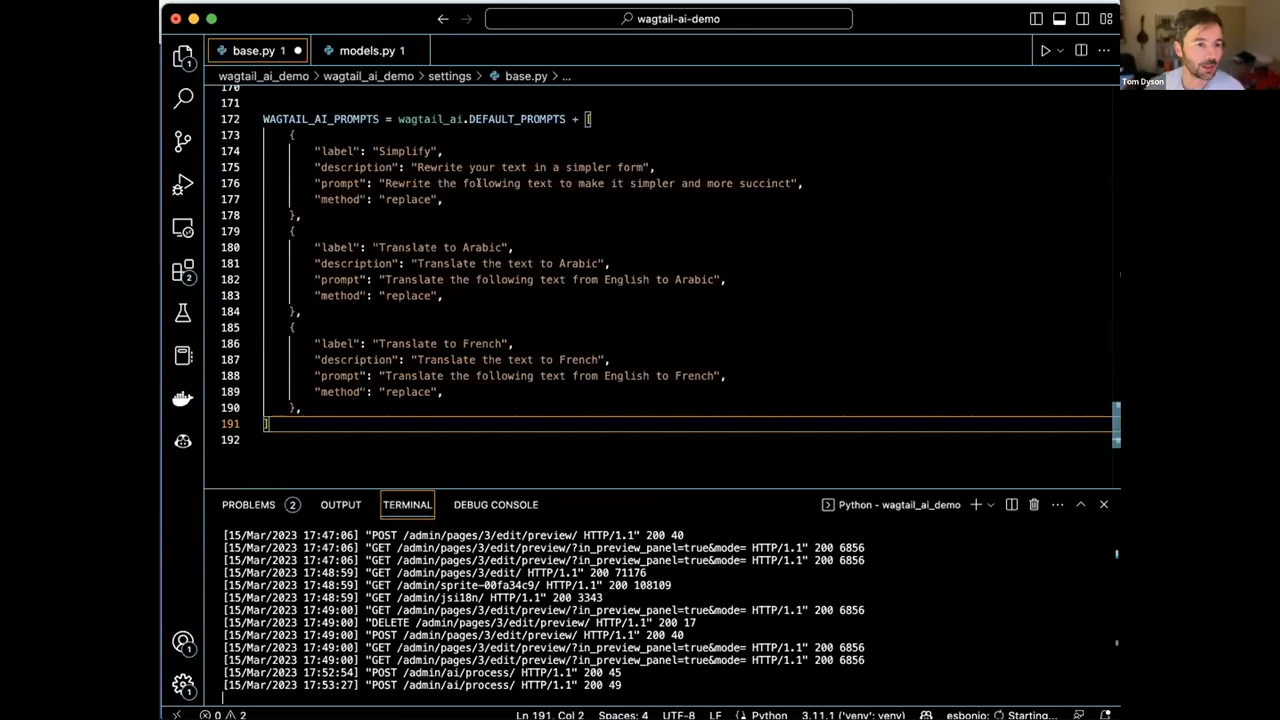 wagtail-ai-demo
base.py 1
models.py 1
Tom Dyson
wagtail_ai_demo > wagtail_ai_demo > settings > base.py > ...
170
171
172 WAGTAIL_AI_PROMPTS = wagtail_ai.DEFAULT_PROMPTS + [
173 {
174 "label": "Simplify",
175 "description": "Rewrite your text in a simpler form",
176 "prompt": "Rewrite the following text to make it simpler and more succinct",
177 "method": "replace",
178 },
179 {
180 "label": "Translate to Arabic",
181 "description": "Translate the text to Arabic",
182 "prompt": "Translate the following text from English to Arabic",
183 "method": "replace",
184 },
185 {
186 "label": "Translate to French",
187 "description": "Translate the text to French",
188 "prompt": "Translate the following text from English to French",
189 "method": "replace",
190 },
191 ]
192
1
2
1
1
PROBLEMS 2 OUTPUT TERMINAL DEBUG CONSOLE
Python - wagtail_ai_demo
[15/Mar/2023 17:47:06] "POST /admin/pages/3/edit/preview/ HTTP/1.1" 200 40
[15/Mar/2023 17:47:06] "GET /admin/pages/3/edit/preview/?in_preview_panel=true&mode= HTTP/1.1" 200 6856
[15/Mar/2023 17:47:06] "GET /admin/pages/3/edit/preview/?in_preview_panel=true&mode= HTTP/1.1" 200 6856
[15/Mar/2023 17:48:59] "GET /admin/pages/3/edit/ HTTP/1.1" 200 71176
[15/Mar/2023 17:48:59] "GET /admin/sprite-00fa34c9/ HTTP/1.1" 200 108109
[15/Mar/2023 17:48:59] "GET /admin/jsi18n/ HTTP/1.1" 200 3343
[15/Mar/2023 17:49:00] "GET /admin/pages/3/edit/preview/?in_preview_panel=true&mode= HTTP/1.1" 200 6856
[15/Mar/2023 17:49:00] "DELETE /admin/pages/3/edit/preview/ HTTP/1.1" 200 17
[15/Mar/2023 17:49:00] "POST /admin/pages/3/edit/preview/ HTTP/1.1" 200 40
[15/Mar/2023 17:49:00] "GET /admin/pages/3/edit/preview/?in_preview_panel=true&mode= HTTP/1.1" 200 6856
[15/Mar/2023 17:49:00] "GET /admin/pages/3/edit/preview/?in_preview_panel=true&mode= HTTP/1.1" 200 6856
[15/Mar/2023 17:52:54] "POST /admin/ai/process/ HTTP/1.1" 200 45
[15/Mar/2023 17:53:27] "POST /admin/ai/process/ HTTP/1.1" 200 49
0 2 Ln 191, Col 2 Spaces: 4 UTF-8 LF Python 3.11.1 ('venv': venv) esbonio: Starting...